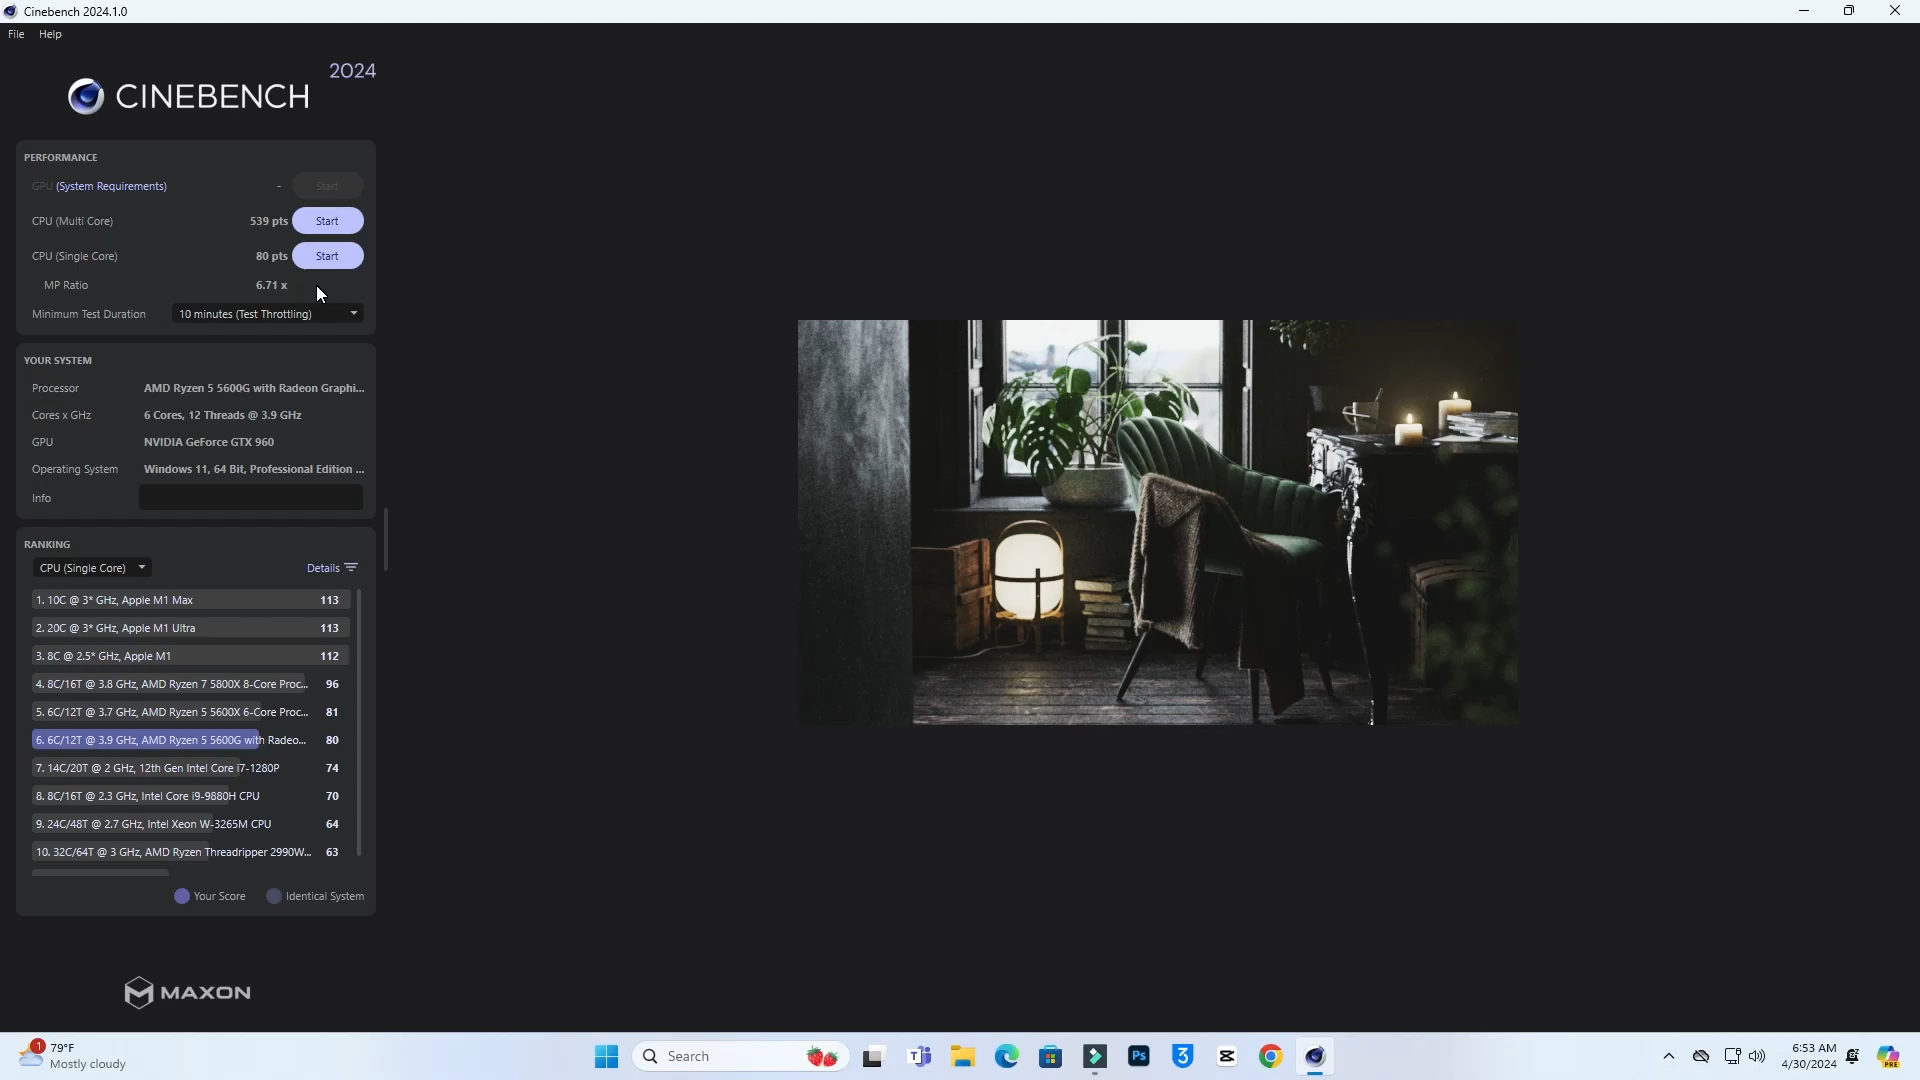 Cinebench 2024.1.0
File Help
CINEBENCH 2024
PERFORMANCE
GPU (System Requirements) - Start
CPU (Multi Core) 539 pts Start
CPU (Single Core) 80 pts Start
MP Ratio 6.71 x
Minimum Test Duration 10 minutes (Test Throttling)
YOUR SYSTEM
Processor AMD Ryzen 5 5600G with Radeon Graphi...
Cores x GHz 6 Cores, 12 Threads @ 3.9 GHz
GPU NVIDIA GeForce GTX 960
Operating System Windows 11, 64 Bit, Professional Edition ...
Info
RANKING
CPU (Single Core) Details
1. 10C @ 3* GHz, Apple M1 Max 113
2. 20C @ 3* GHz, Apple M1 Ultra 113
3. 8C @ 2.5* GHz, Apple M1 112
4. 8C/16T @ 3.8 GHz, AMD Ryzen 7 5800X 8-Core Proc... 96
5. 6C/12T @ 3.7 GHz, AMD Ryzen 5 5600X 6-Core Proc... 81
6. 6C/12T @ 3.9 GHz, AMD Ryzen 5 5600G with Radeo... 80
7. 14C/20T @ 2 GHz, 12th Gen Intel Core i7-1280P 74
8. 8C/16T @ 2.3 GHz, Intel Core i9-9880H CPU 70
9. 24C/48T @ 2.7 GHz, Intel Xeon W-3265M CPU 64
10. 32C/64T @ 3 GHz, AMD Ryzen Threadripper 2990W... 63
Your Score Identical System
MAXON
1 79°F
Mostly cloudy
Search
T
Ps
3
6:53 AM
4/30/2024
PRE